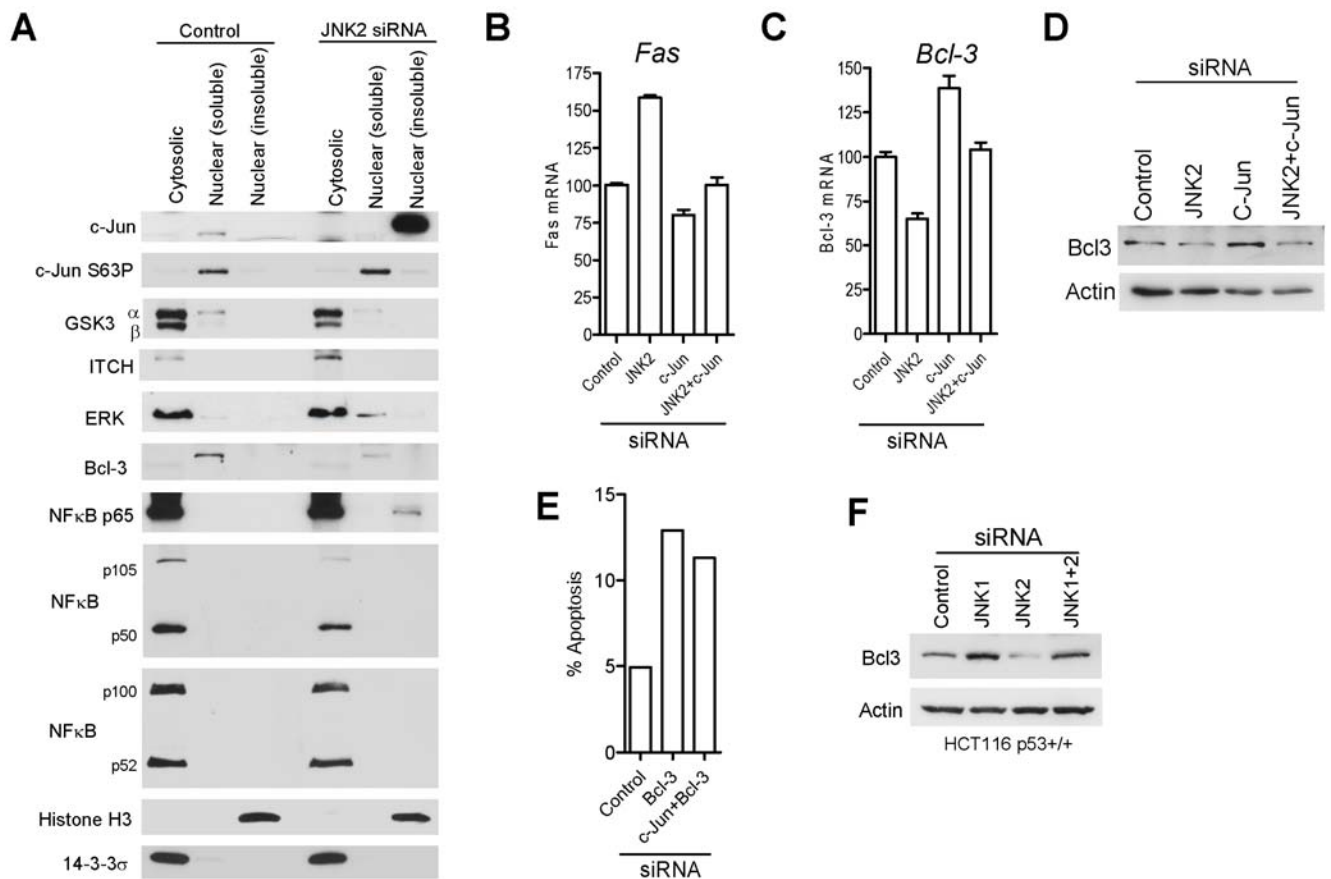 A
Control
JNK2 siRNA
Cytosolic
Nuclear (soluble)
Nuclear (insoluble)
Cytosolic
Nuclear (soluble)
Nuclear (insoluble)
c-Jun
c-Jun S63P
GSK3 α
β
ITCH
ERK
Bcl-3
NFκB p65
p105
NFκB
p50
p100
NFκB
p52
Histone H3
14-3-3σ
B
Fas
Fas mRNA
175
150
125
100
75
50
25
0
Control
JNK2
c-Jun
JNK2+c-Jun
siRNA
C
Bcl-3
Bcl-3 mRNA
150
125
100
75
50
25
0
Control
JNK2
c-Jun
JNK2+c-Jun
siRNA
D
siRNA
Control
JNK2
C-Jun
JNK2+c-Jun
Bcl3
Actin
E
% Apoptosis
15
10
5
0
Control
Bcl-3
c-Jun+Bcl-3
siRNA
F
siRNA
Control
JNK1
JNK2
JNK1+2
Bcl3
Actin
HCT116 p53+/+